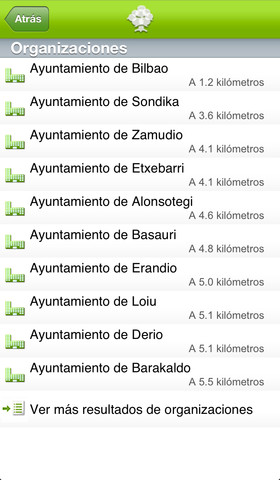 Atrás
Organizaciones
Ayuntamiento de Bilbao
A 1.2 kilómetros
Ayuntamiento de Sondika
A 3.6 kilómetros
Ayuntamiento de Zamudio
A 4.1 kilómetros
Ayuntamiento de Etxebarri
A 4.1 kilómetros
Ayuntamiento de Alonsotegi
A 4.6 kilómetros
Ayuntamiento de Basauri
A 4.8 kilómetros
Ayuntamiento de Erandio
A 5.0 kilómetros
Ayuntamiento de Loiu
A 5.1 kilómetros
Ayuntamiento de Derio
A 5.1 kilómetros
Ayuntamiento de Barakaldo
A 5.5 kilómetros
Ver más resultados de organizaciones